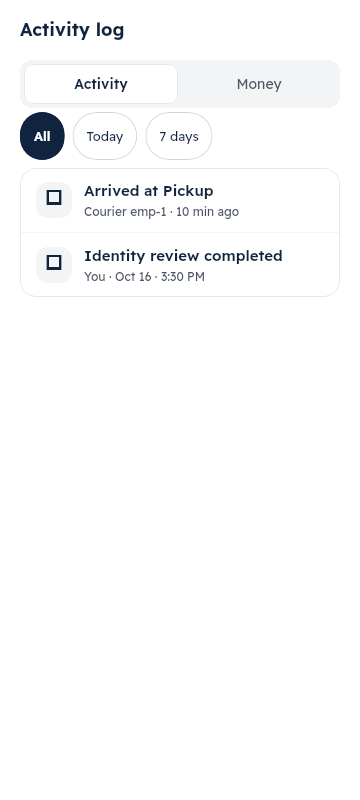 Activity log
Activity
Money
All
Today
7 days
Arrived at Pickup
Courier emp-1 · 10 min ago
Identity review completed
You · Oct 16 · 3:30 PM